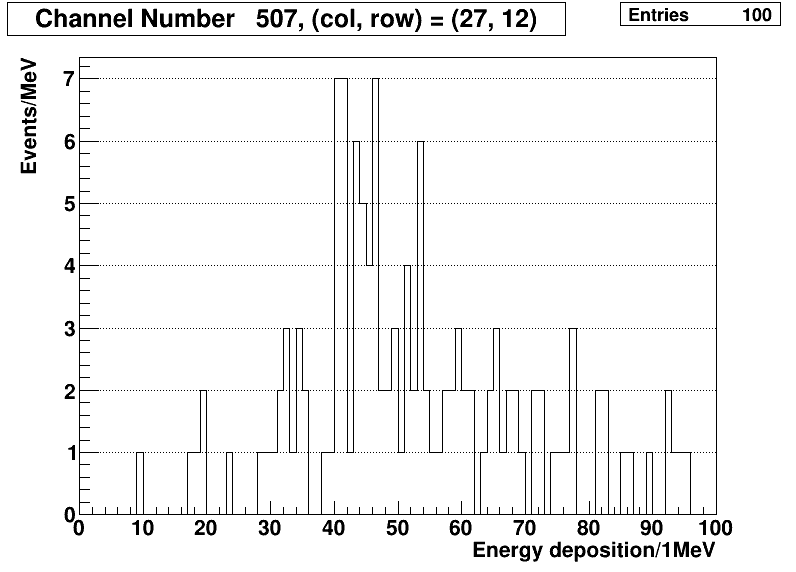 Channel Number 507, (col, row) = (27, 12)
Entries 100
Events/MeV
7
6
5
4
3
2
1
0
0 10 20 30 40 50 60 70 80 90 100
Energy deposition/1MeV